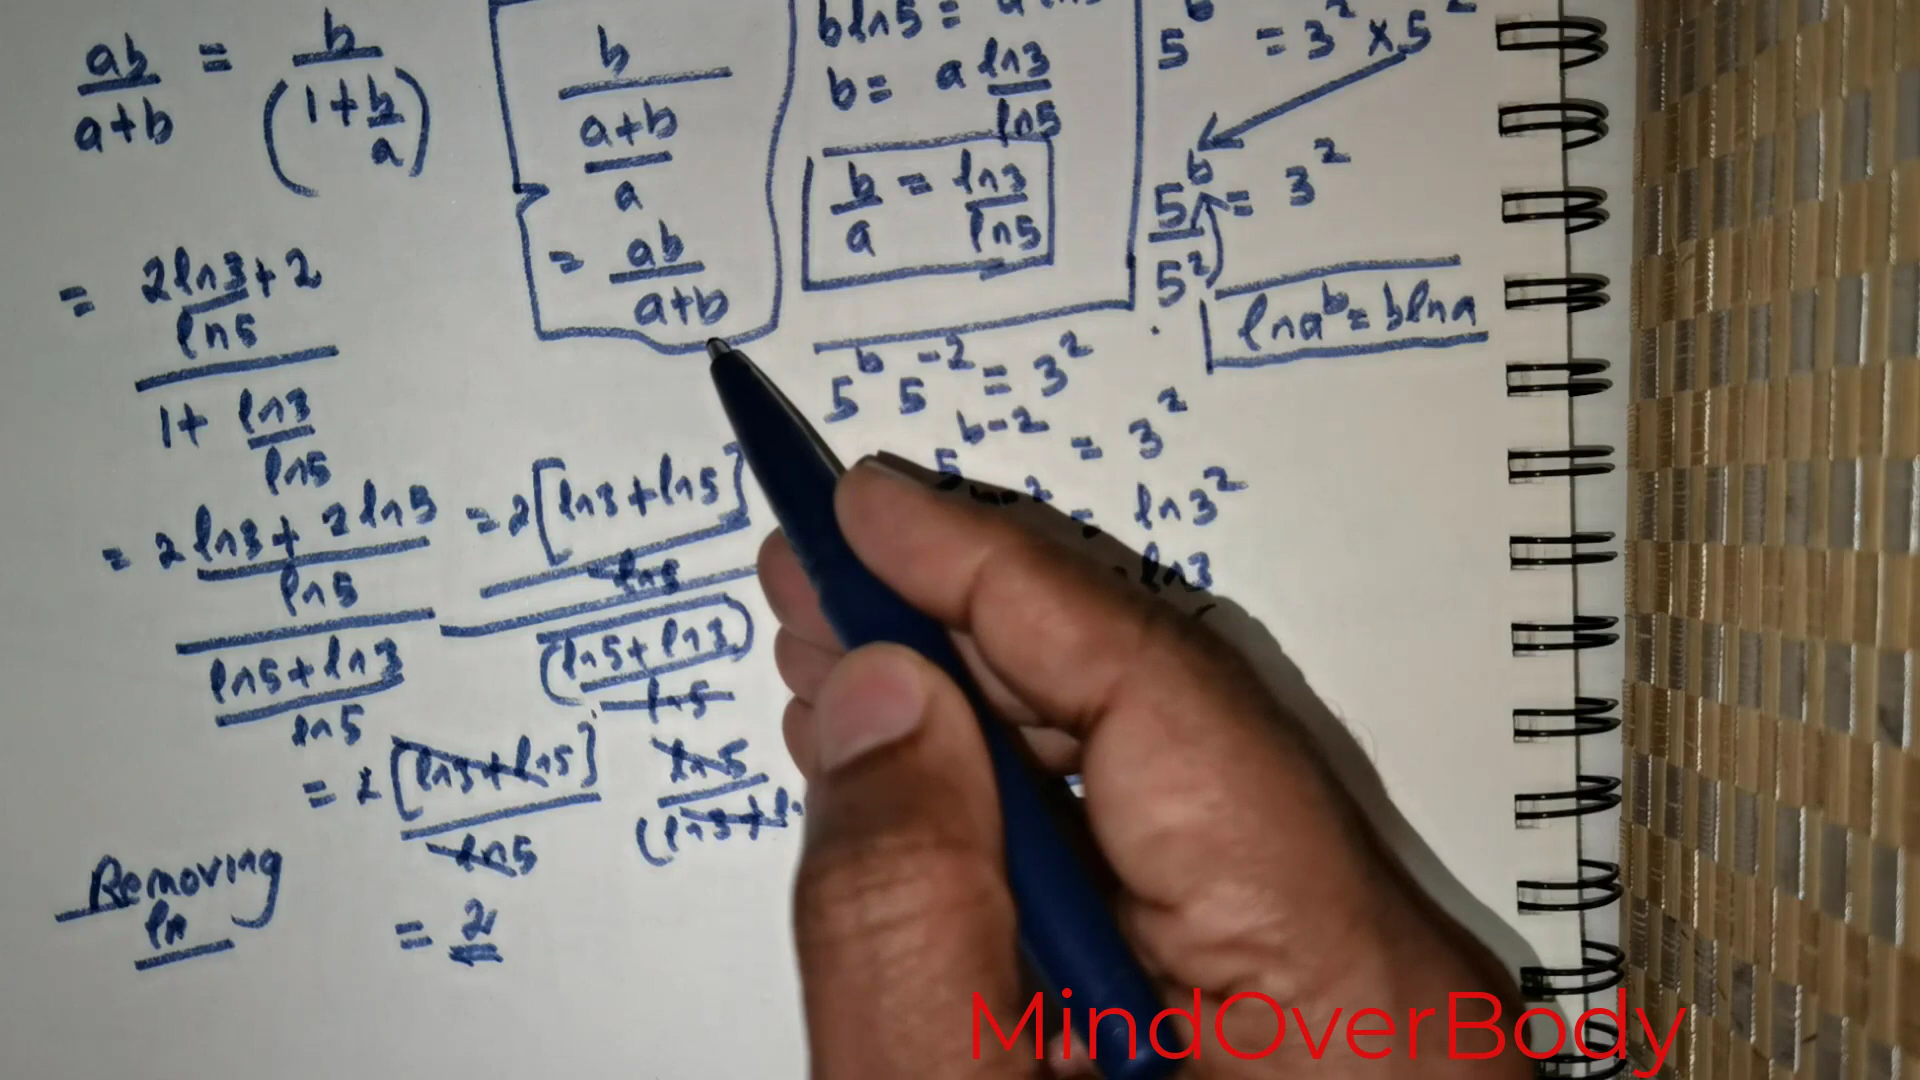 ab/a+b = b/(1+b/a)
= 2ln3/ln5 + 2
1+ ln3/ln5
= 2ln3+2ln5/ln5
ln5+ln3/ln5
= 2[ln3+ln5]/ln5
(ln5+ln3)/ln5
= 2[ln3+ln5]/ln5 ln5
Removing
ln
= 2
b
a+b/a
= ab/a+b
bln5 =
b= a ln3/ln5
b/a = ln3/ln5
5^b = 3^2×5^2
5^b/5^2 = 3^2
lna^b = blna
5^b 5^-2 = 3^2
5^b-2 = 3^2
= ln3^2
ln3
MindOverBody